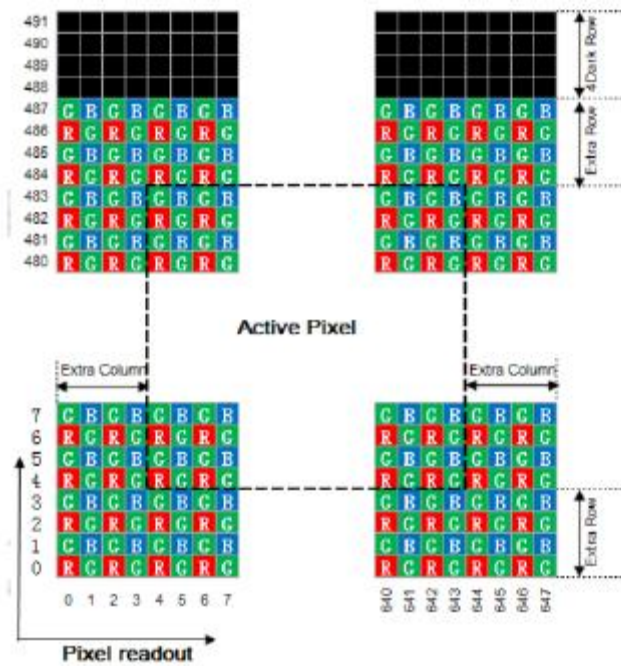 491
490
489
488
487 G B G B G B G B G B G B G B G B
486 R G R G R G R G R G R G R G R G
485 G B G B G B G B G B G B G B G B
484 R G R G R G R G R G R G R G R G
483 G B G B G B G B G B G B G B G B
482 R G R G R G R G R G R G R G R G
481 G B G B G B G B G B G B G B G B
480 R G R G R G R G R G R G R G R G
4Dark Row
Extra Row
Active Pixel
Extra Column
Extra Column
7 G B G B G B G B G B G B G B G B
6 R G R G R G R G R G R G R G R G
5 G B G B G B G B G B G B G B G B
4 R G R G R G R G R G R G R G R G
3 G B G B G B G B G B G B G B G B
2 R G R G R G R G R G R G R G R G
1 G B G B G B G B G B G B G B G B
0 R G R G R G R G R G R G R G R G
Extra Row
0 1 2 3 4 5 6 7 640 641 642 643 644 645 646 647
Pixel readout